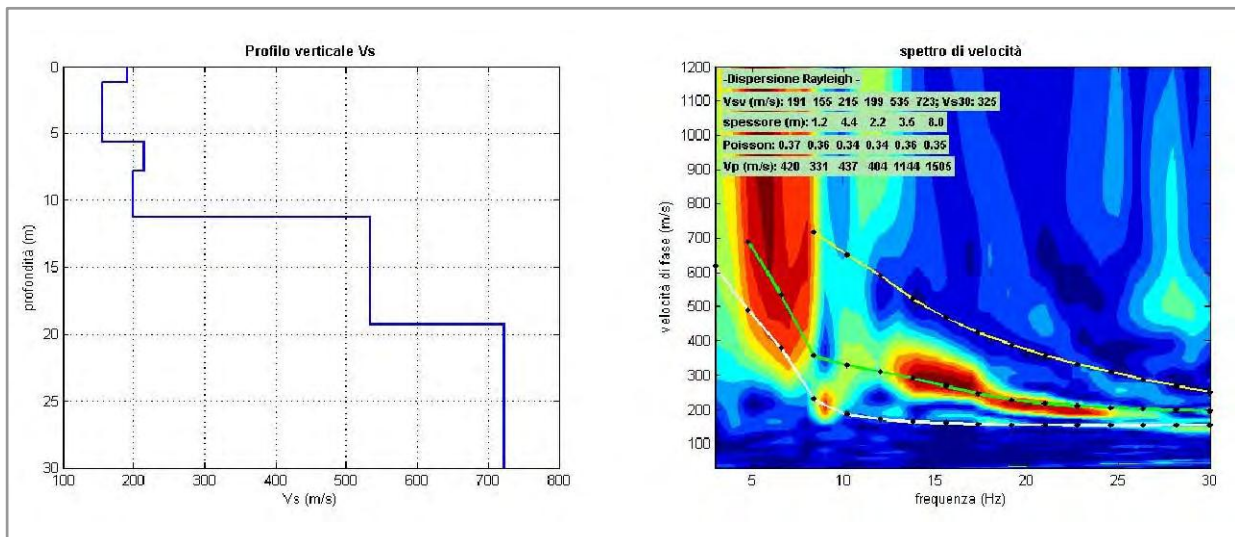 Profilo verticale Vs
0
5
10
15
20
25
30
profondità (m)
100 200 300 400 500 600 700 800
Vs (m/s)
spettro di velocità
-Dispersione Rayleigh -
Vsv (m/s): 191 155 215 199 535 723; Vs30: 325
spessore (m): 1.2 4.4 2.2 3.5 8.0
Poisson: 0.37 0.36 0.34 0.34 0.36 0.35
Vp (m/s): 420 331 437 404 1144 1505
1200
1100
1000
900
800
700
600
500
400
300
200
100
velocità di fase (m/s)
5 10 15 20 25 30
frequenza (Hz)